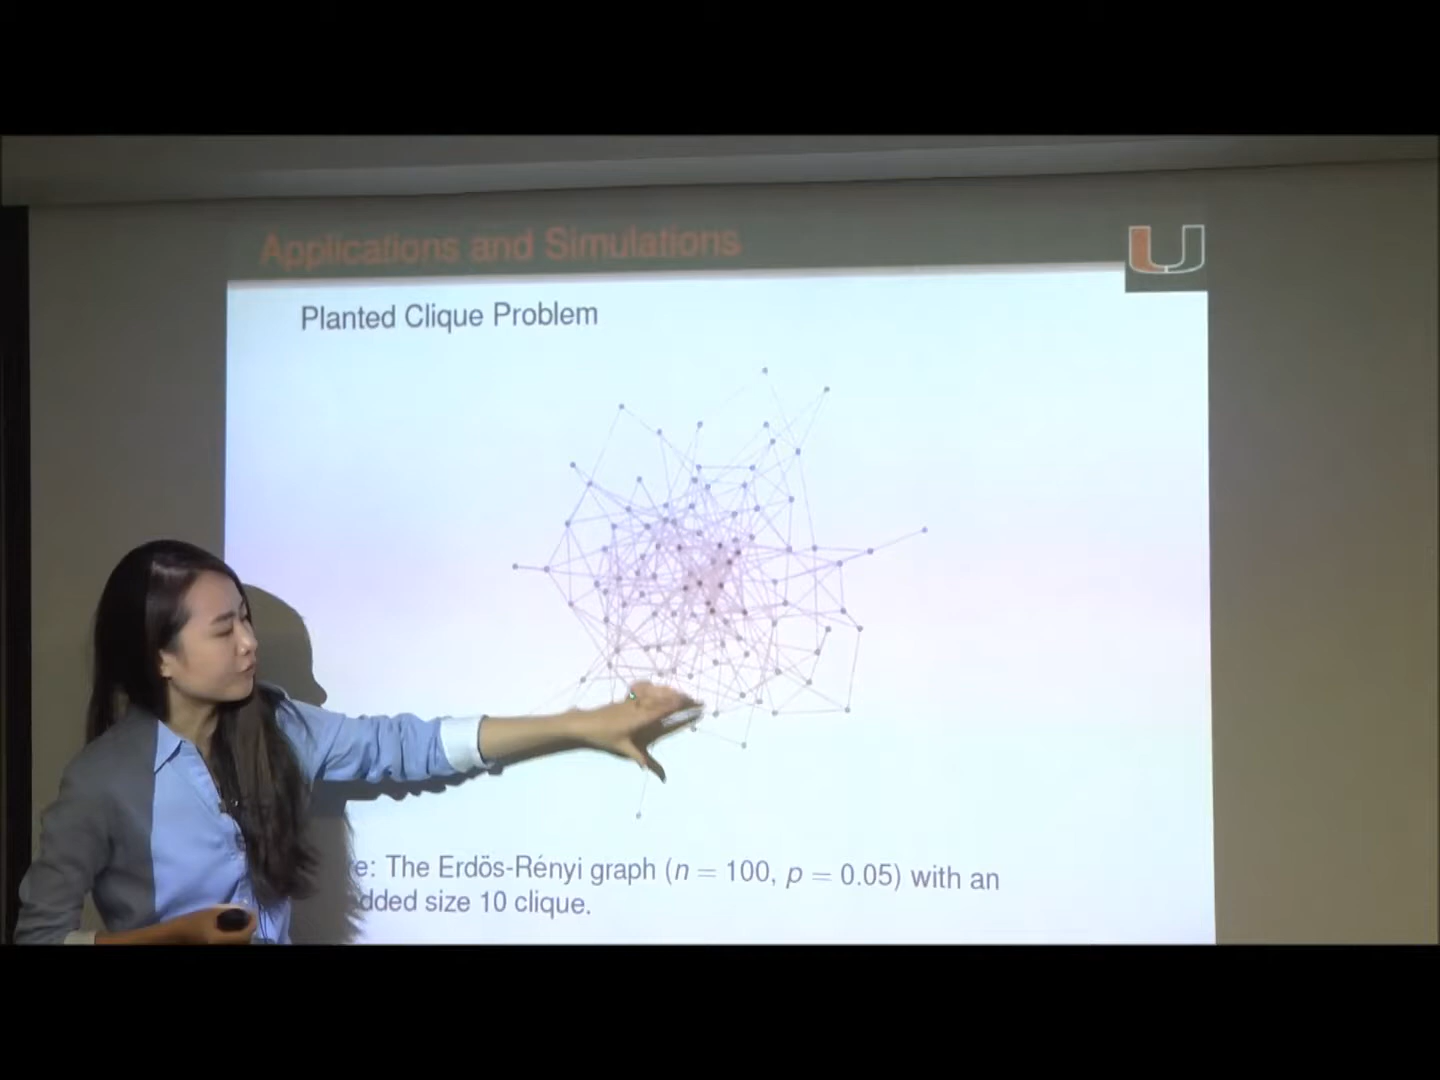 Applications and Simulations
Planted Clique Problem
e: The Erdös-Rényi graph (n = 100, p = 0.05) with an
dded size 10 clique.